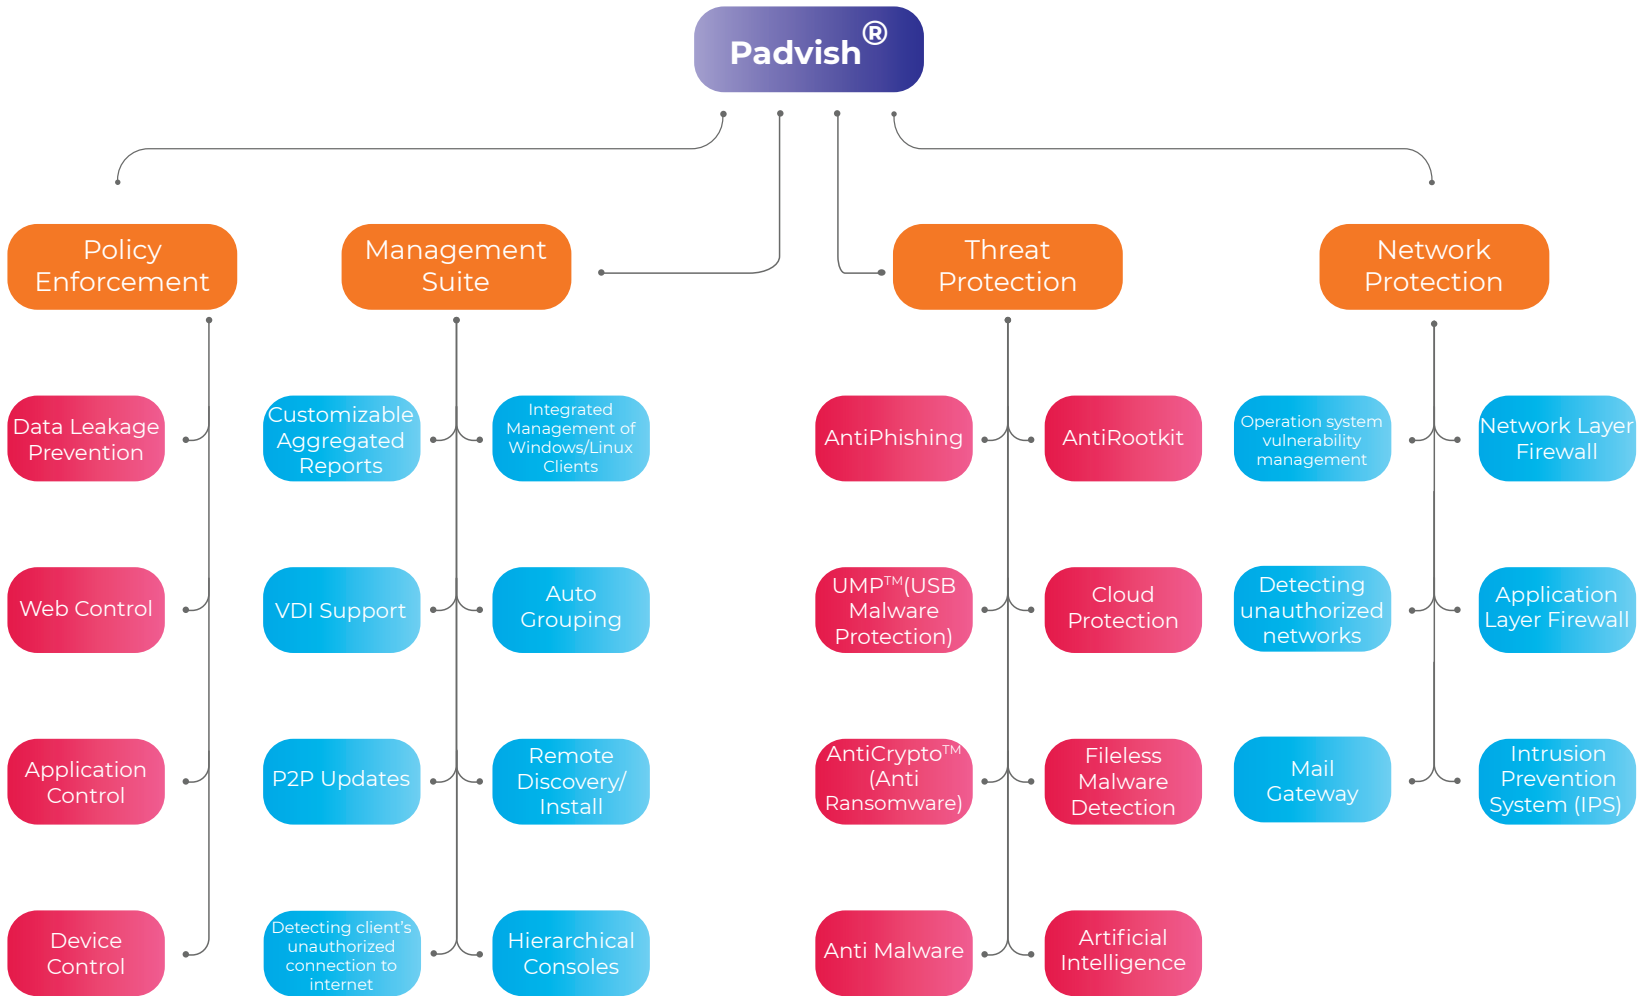 Padvish®
Policy
Enforcement
Management
Suite
Threat
Protection
Network
Protection
Data Leakage
Prevention
Customizable
Aggregated
Reports
Integrated
Management of
Windows/Linux
Clients
AntiPhishing
AntiRootkit
Operation system
vulnerability
management
Network Layer
Firewall
Web Control
VDI Support
Auto
Grouping
UMP™(USB
Malware
Protection)
Cloud
Protection
Detecting
unauthorized
networks
Application
Layer Firewall
Application
Control
P2P Updates
Remote
Discovery/
Install
AntiCrypto™
(Anti
Ransomware)
Fileless
Malware
Detection
Mail
Gateway
Intrusion
Prevention
System (IPS)
Device
Control
Detecting client's
unauthorized
connection to
internet
Hierarchical
Consoles
Anti Malware
Artificial
Intelligence